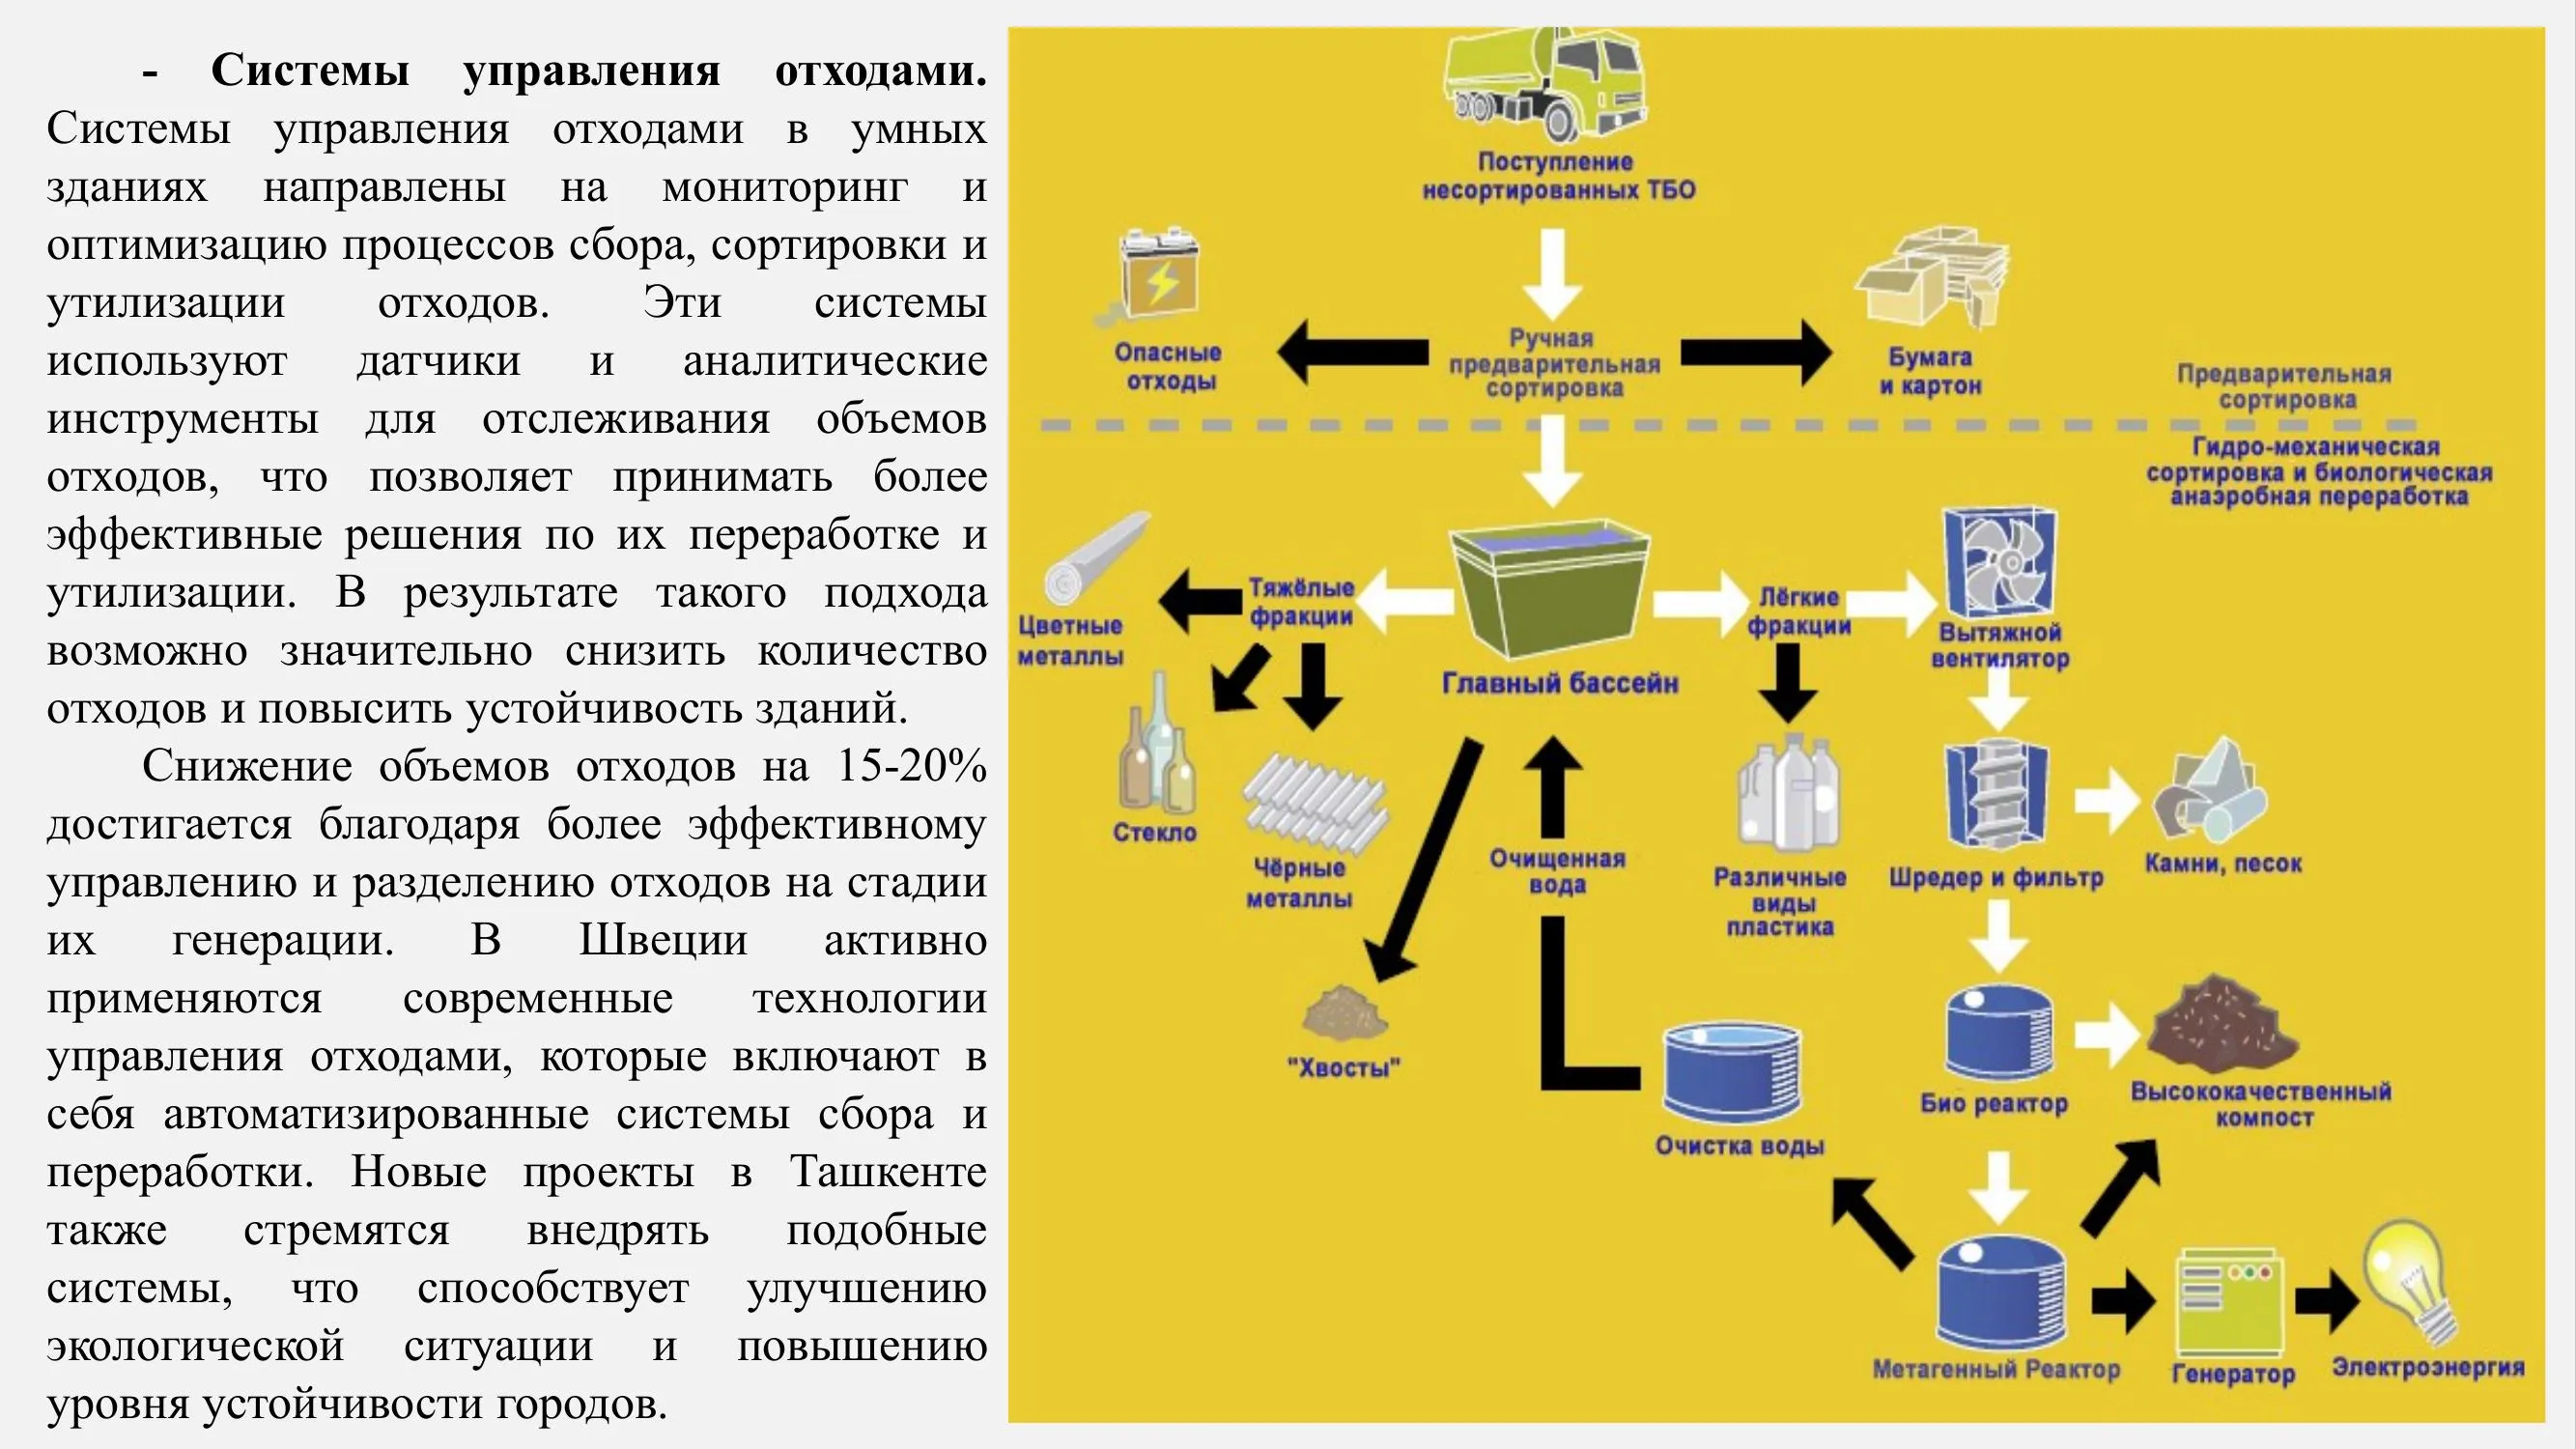 - Системы управления отходами.
Системы управления отходами в умных
зданиях направлены на мониторинг и
оптимизацию процессов сбора, сортировки и
утилизации отходов. Эти системы
используют датчики и аналитические
инструменты для отслеживания объемов
отходов, что позволяет принимать более
эффективные решения по их переработке и
утилизации. В результате такого подхода
возможно значительно снизить количество
отходов и повысить устойчивость зданий.
Снижение объемов отходов на 15-20%
достигается благодаря более эффективному
управлению и разделению отходов на стадии
их генерации. В Швеции активно
применяются современные технологии
управления отходами, которые включают в
себя автоматизированные системы сбора и
переработки. Новые проекты в Ташкенте
также стремятся внедрять подобные
системы, что способствует улучшению
экологической ситуации и повышению
уровня устойчивости городов.
Поступление
несортированных ТБО
Опасные
отходы
Ручная
предварительная
сортировка
Бумага
и картон
Предварительная
сортировка
Гидро-механическая
сортировка и биологическая
анаэробная переработка
Цветные
металлы
Тяжёлые
фракции
Главный бассейн
Лёгкие
фракции
Вытяжной
вентилятор
Стекло
Чёрные
металлы
Очищенная
вода
Различные
виды
пластика
Шредер и фильтр
Камни, песок
"Хвосты"
Очистка воды
Био реактор
Высококачественный
компост
Метагенный Реактор
Генератор
Электроэнергия